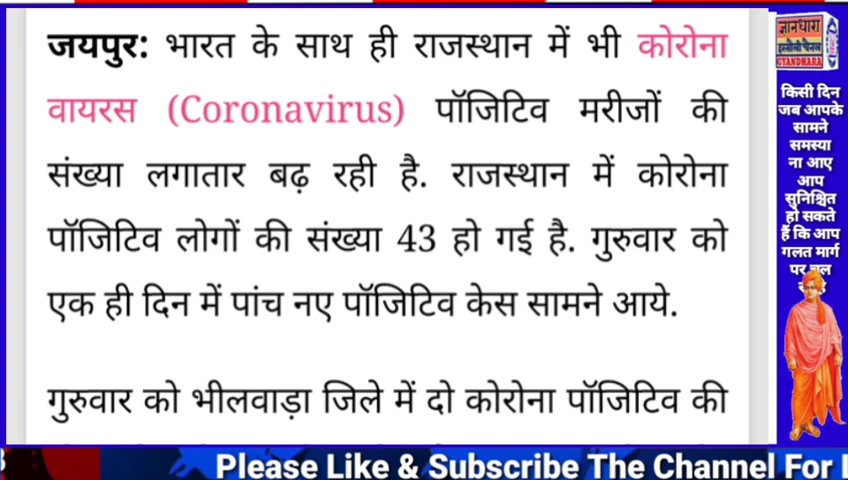 जयपुर: भारत के साथ ही राजस्थान में भी कोरोना
वायरस (Coronavirus) पॉजिटिव मरीजों की
संख्या लगातार बढ़ रही है. राजस्थान में कोरोना
पॉजिटिव लोगों की संख्या 43 हो गई है. गुरुवार को
एक ही दिन में पांच नए पॉजिटिव केस सामने आये.
गुरुवार को भीलवाड़ा जिले में दो कोरोना पॉजिटिव की
GYANDHARA
किसी दिन
जब आपके
सामने
समस्या
ना आए
आप
सुनिश्चित
हो सकते
हैं कि आप
गलत मार्ग
पर
Please Like & Subscribe The Channel For